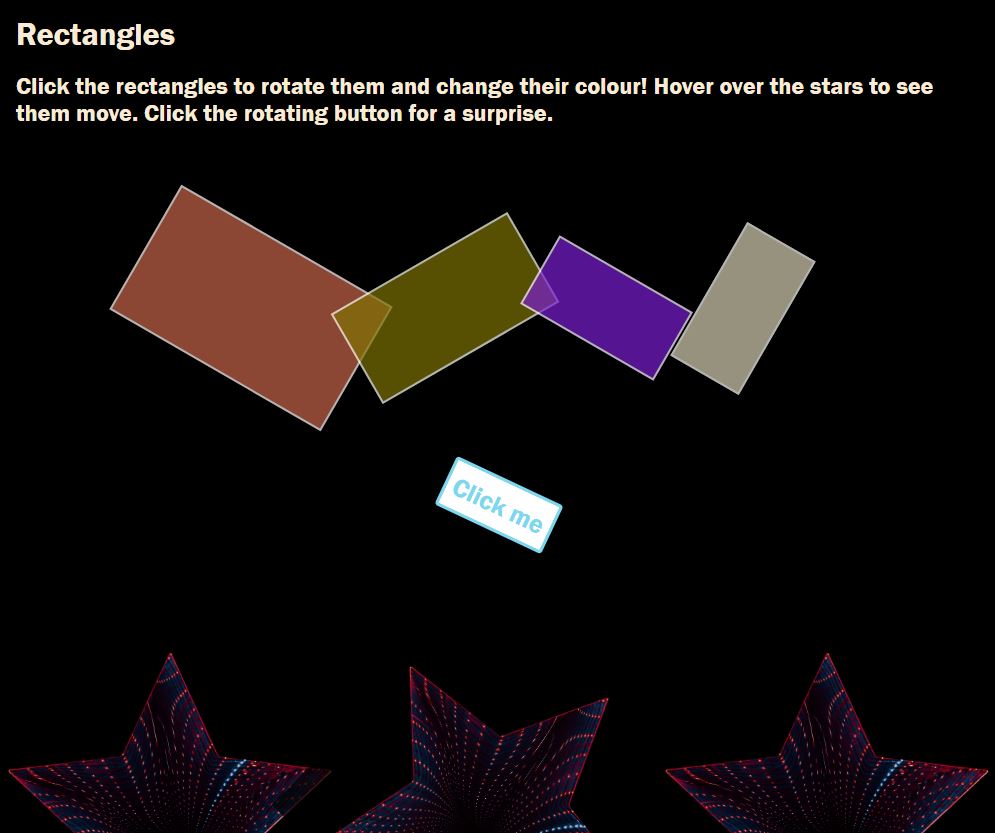 Rectangles
Click the rectangles to rotate them and change their colour! Hover over the stars to see
them move. Click the rotating button for a surprise.
Click me